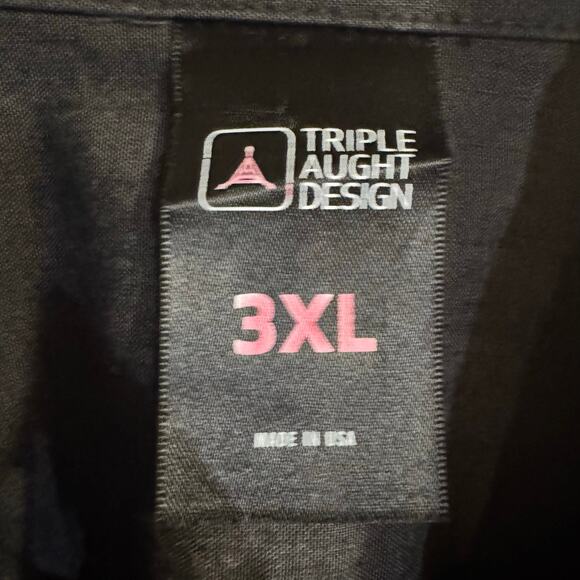 TRIPLE
AUGHT
DESIGN
3XL
MADE IN USA